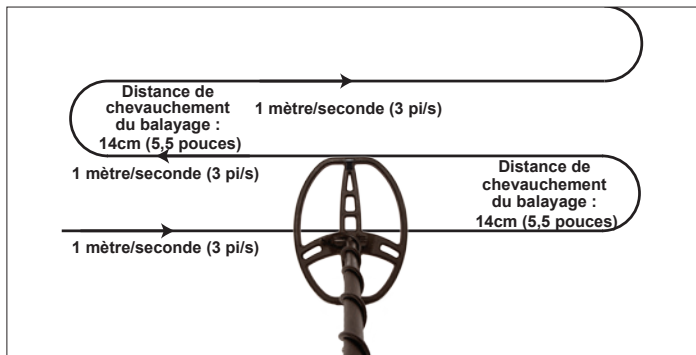 Distance de
chevauchement
du balayage :
14cm (5,5 pouces)
1 mètre/seconde (3 pi/s)
1 mètre/seconde (3 pi/s)
Distance de
chevauchement
du balayage :
14cm (5,5 pouces)
1 mètre/seconde (3 pi/s)